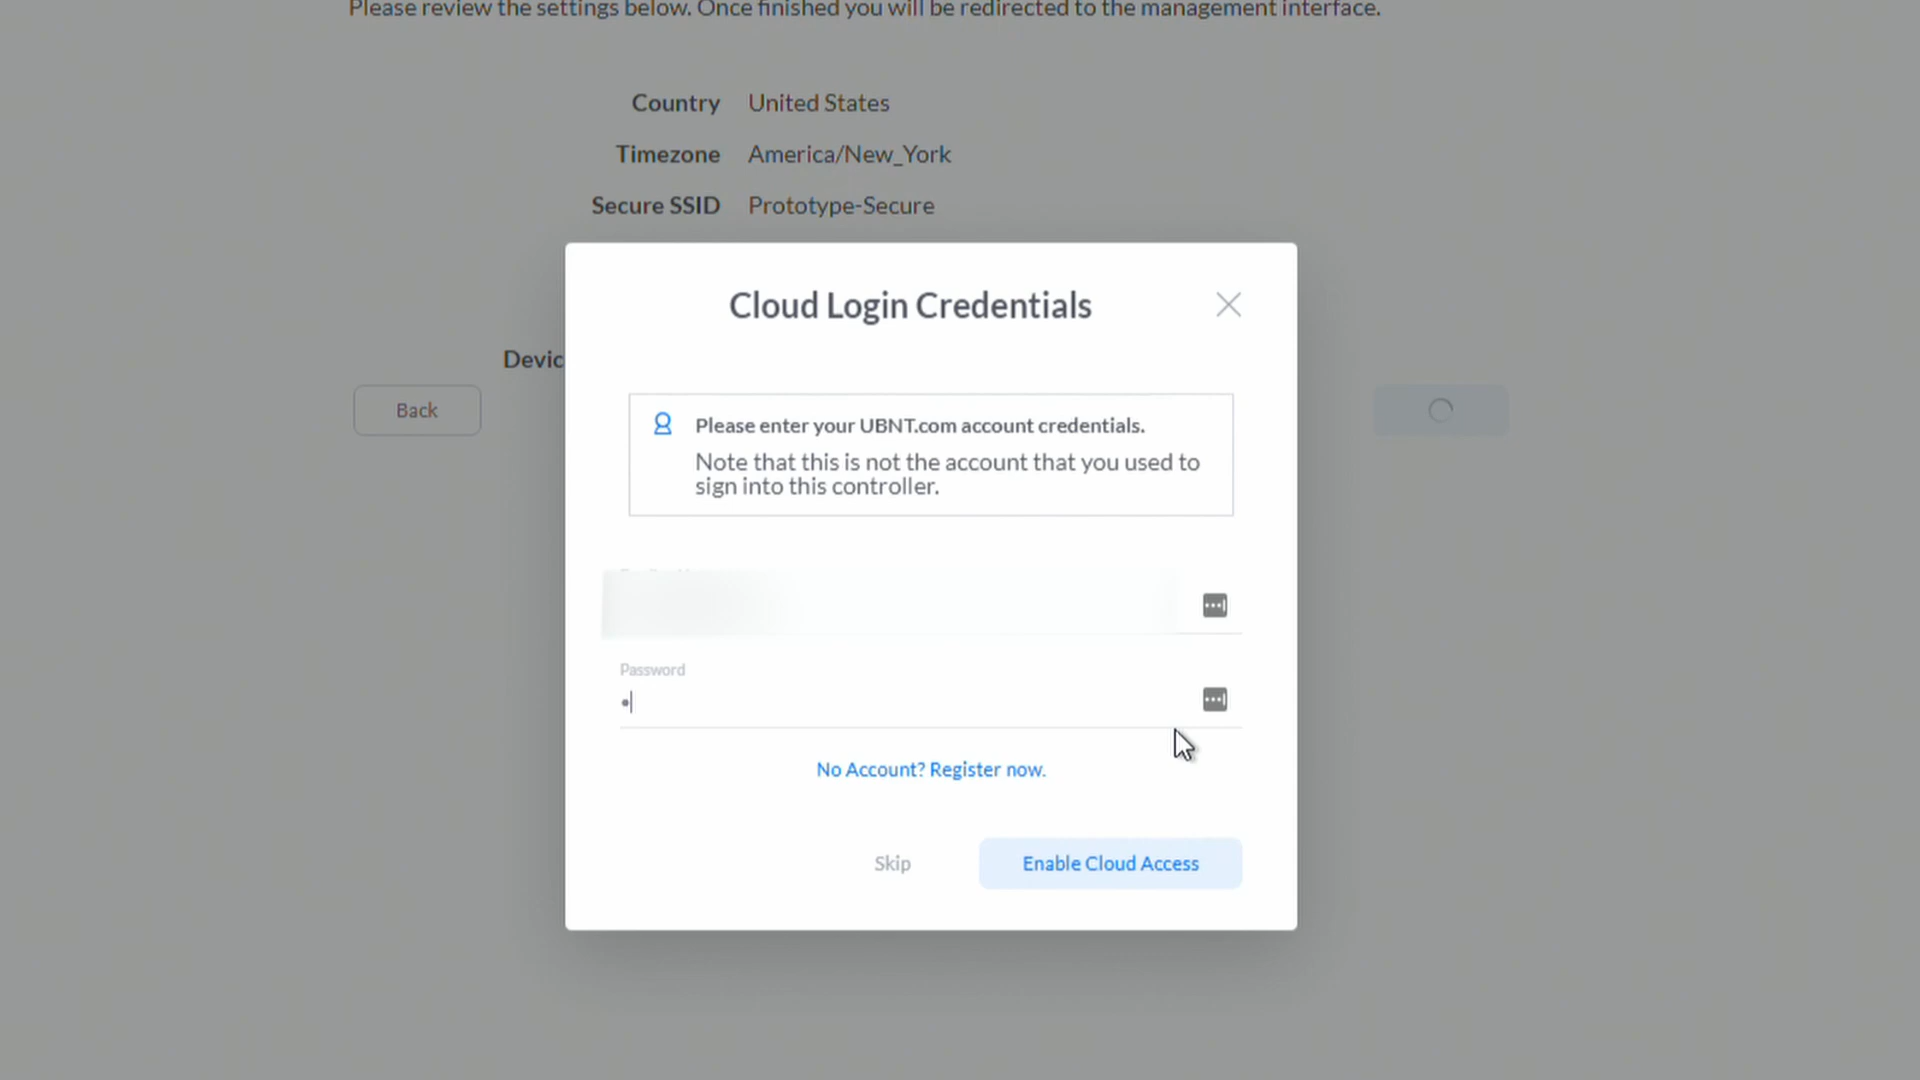 Please review the settings below. Once finished you will be redirected to the management interface.
Country United States
Timezone America/New_York
Secure SSID Prototype-Secure
Cloud Login Credentials
Devic
Back
Please enter your UBNT.com account credentials.
Note that this is not the account that you used to
sign into this controller.
Password
No Account? Register now.
Skip
Enable Cloud Access